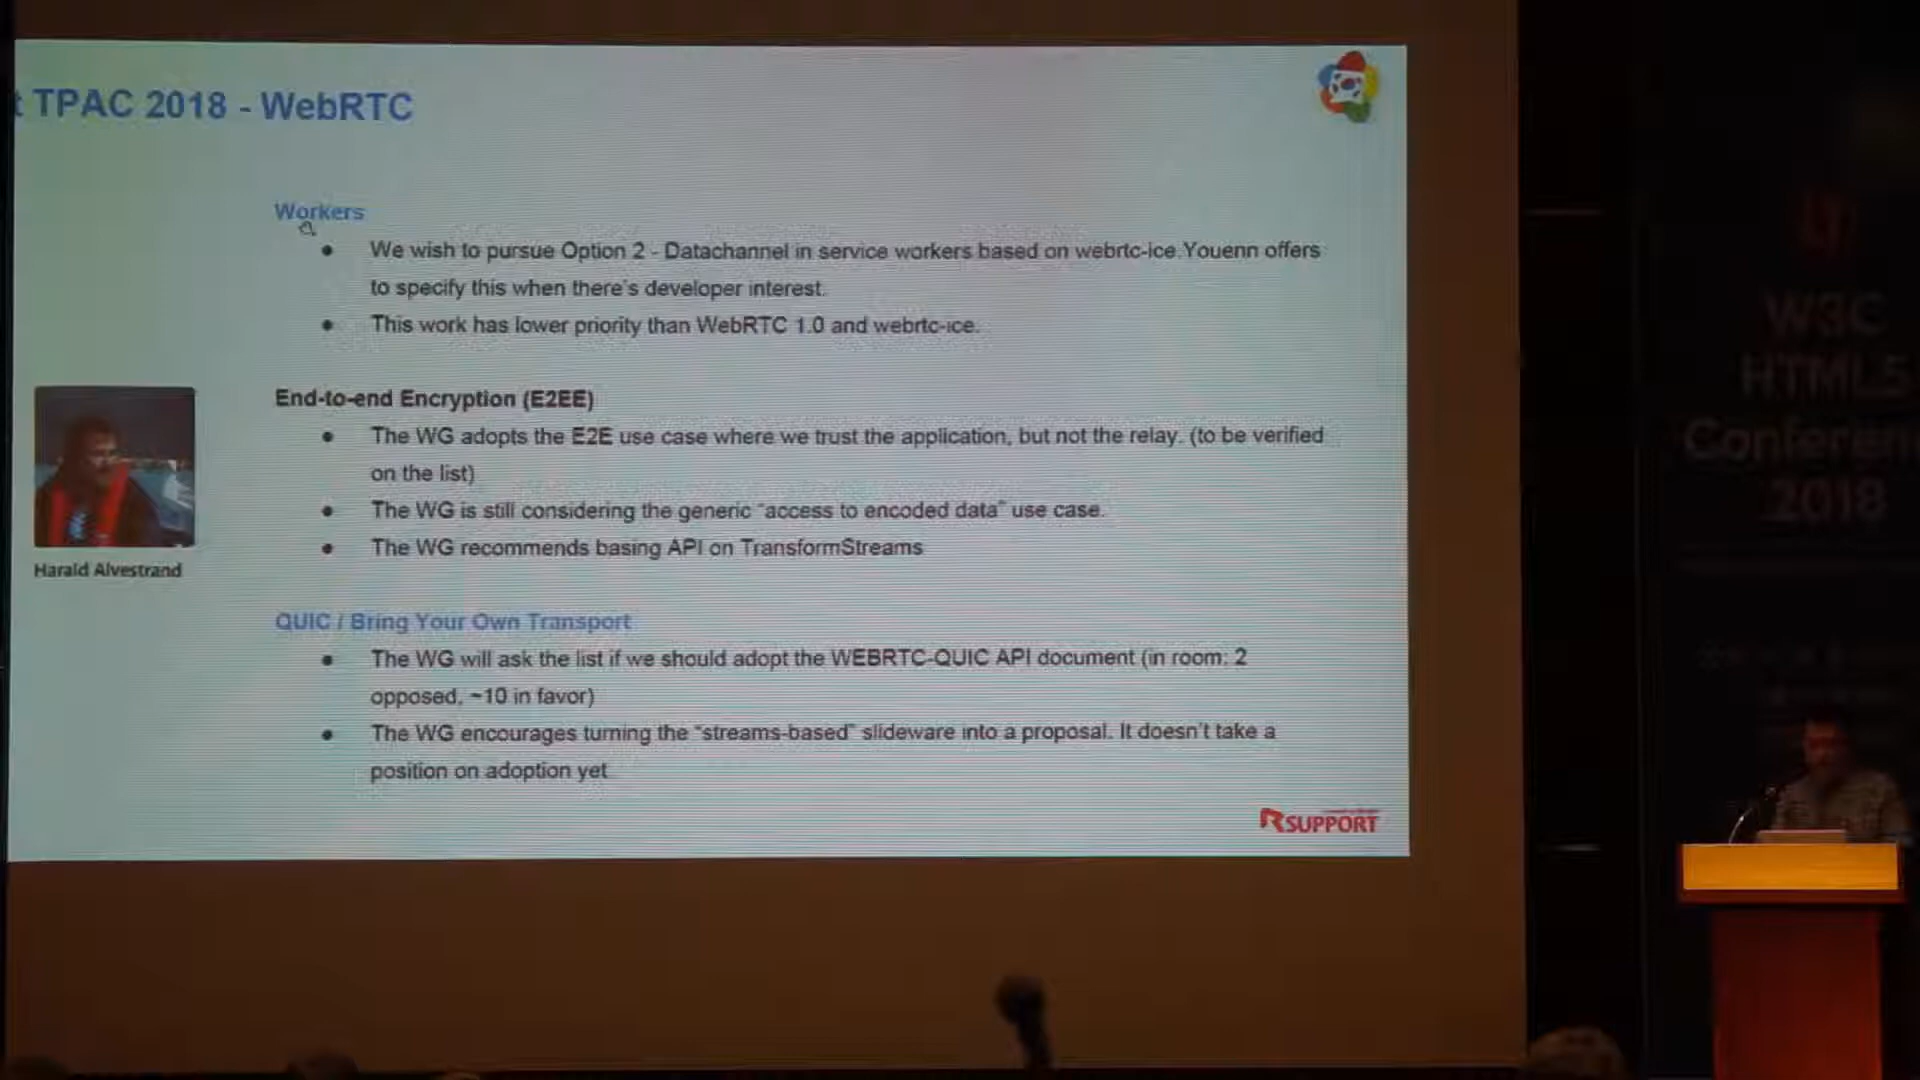 t TPAC 2018 - WebRTC
Workers
We wish to pursue Option 2 - Datachannel in service workers based on webrtc-ice.Youenn offers
to specify this when there's developer interest.
This work has lower priority than WebRTC 1.0 and webrtc-ice.
End-to-end Encryption (E2EE)
The WG adopts the E2E use case where we trust the application, but not the relay. (to be verified
on the list)
The WG is still considering the generic "access to encoded data" use case.
The WG recommends basing API on TransformStreams
Harald Alvestrand
QUIC / Bring Your Own Transport
The WG will ask the list if we should adopt the WEBRTC-QUIC API document (in room: 2
opposed, ~10 in favor)
The WG encourages turning the "streams-based" slideware into a proposal. It doesn't take a
position on adoption yet
RSUPPORT
W3C
HTML5
Conferen
2018